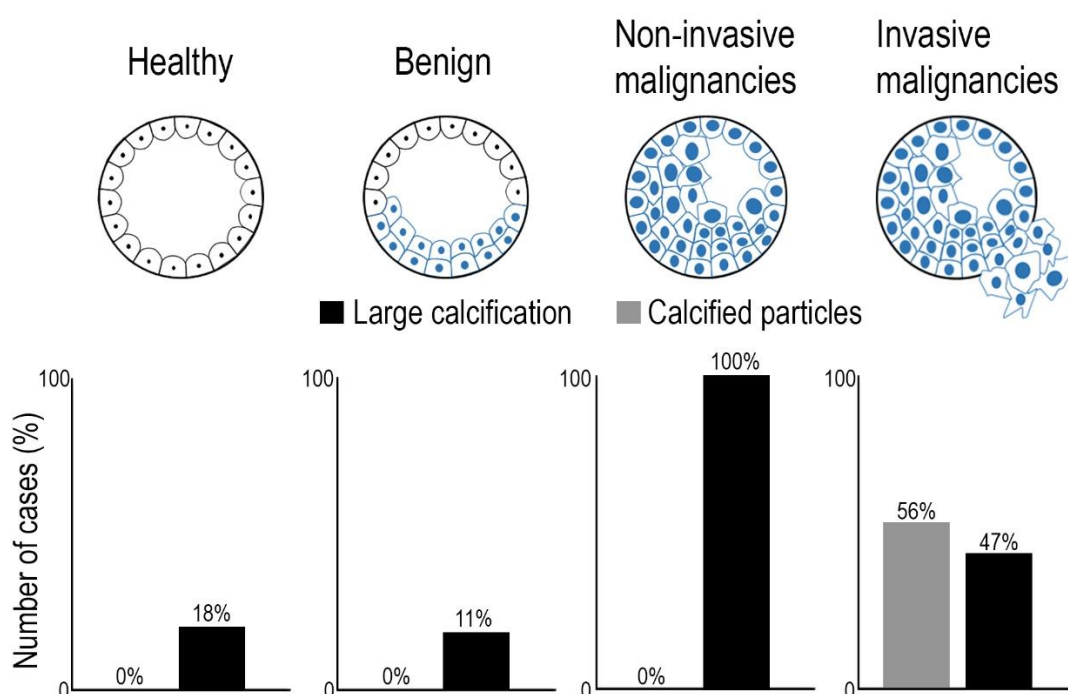 Healthy
Benign
Non-invasive
malignancies
Invasive
malignancies
Large calcification
Calcified particles
Number of cases (%)
100
0
0%
18%
100
0
0%
11%
100
0
0%
100%
100
0
56%
47%